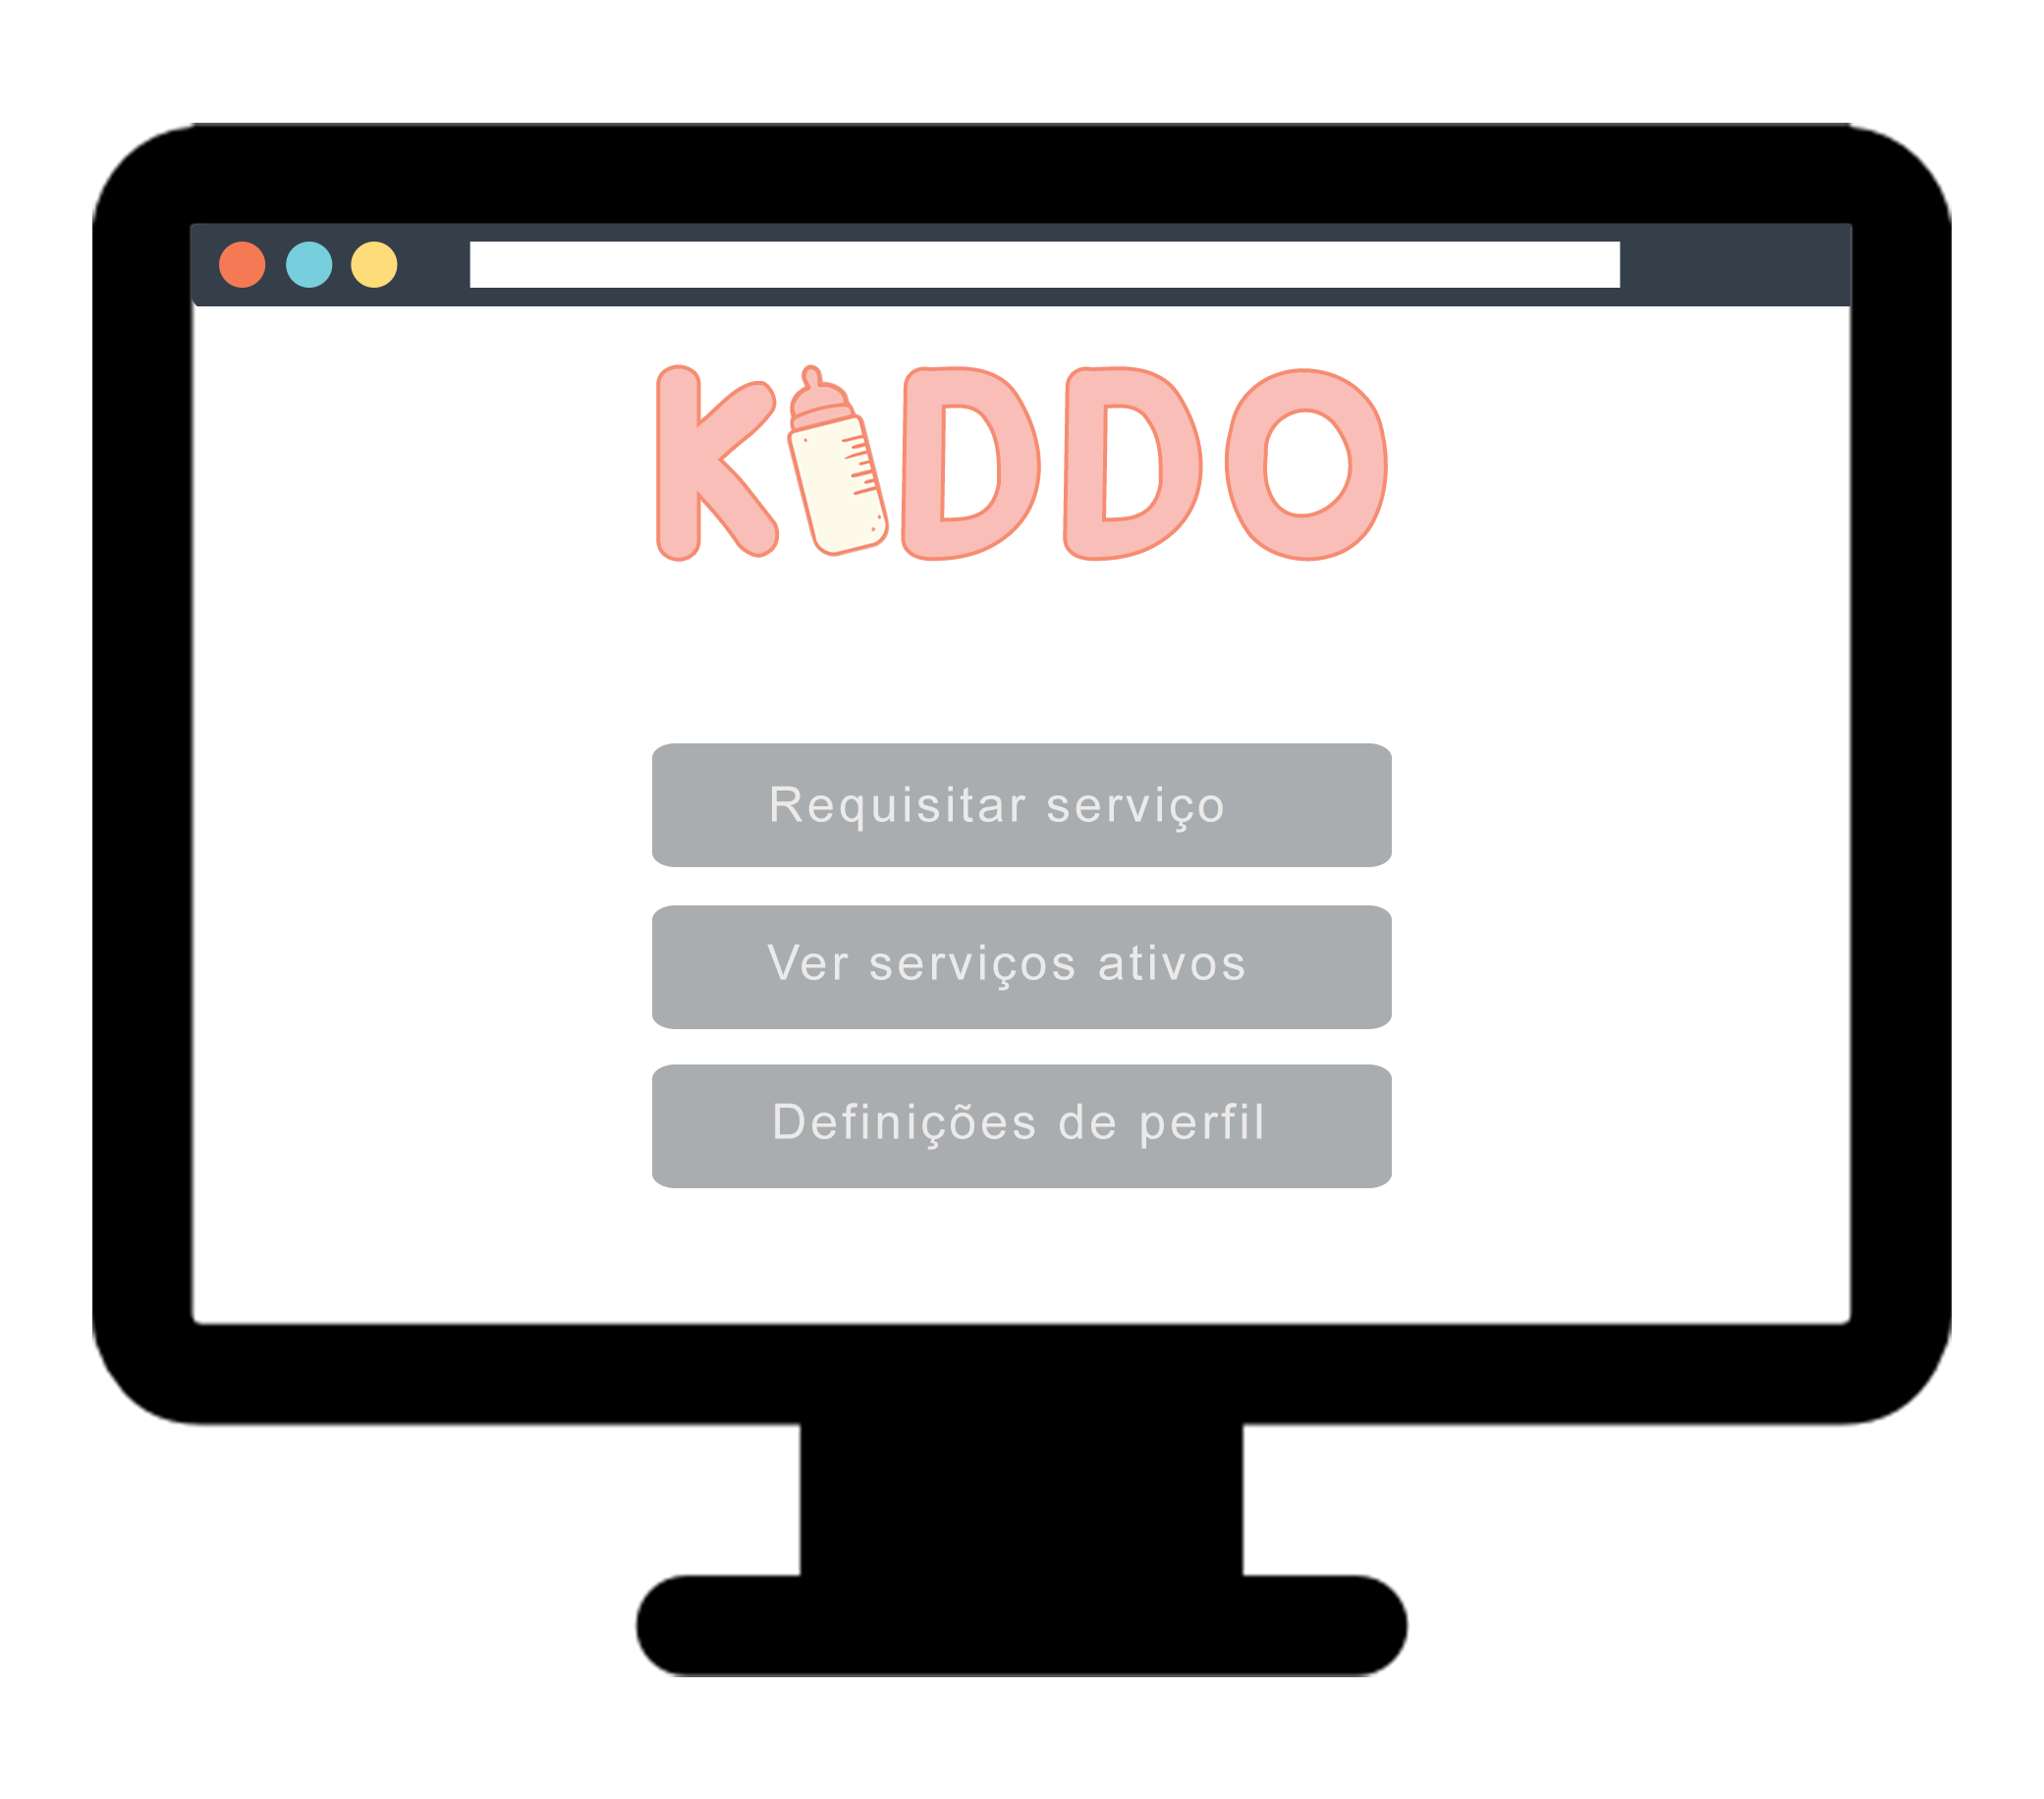 KIDDO
Requisitar serviço
Ver serviços ativos
Definições de perfil